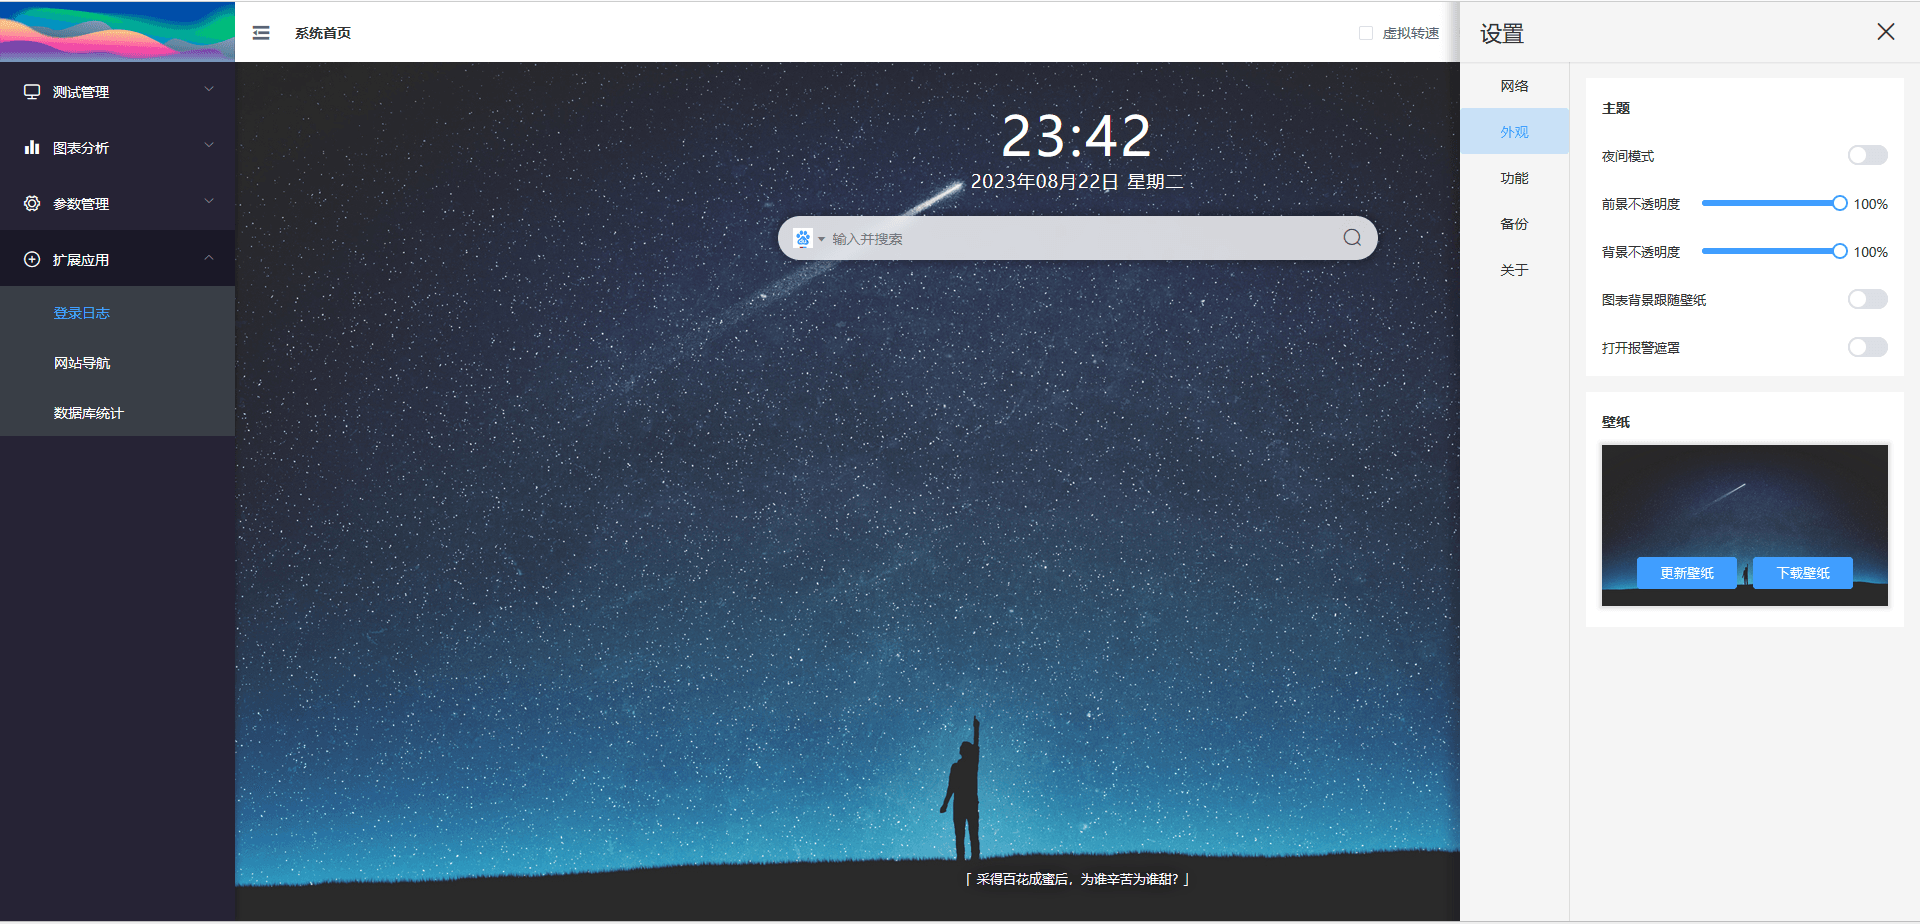 系统首页
虚拟转速
设置
测试管理
图表分析
参数管理
扩展应用
登录日志
网站导航
数据库统计
23:42
2023年08月22日 星期二
输入并搜索
「 采得百花成蜜后，为谁辛苦为谁甜？」
网络
外观
功能
备份
关于
主题
夜间模式
前景不透明度 100%
背景不透明度 100%
图表背景跟随壁纸
打开报警遮罩
壁纸
更新壁纸 下载壁纸